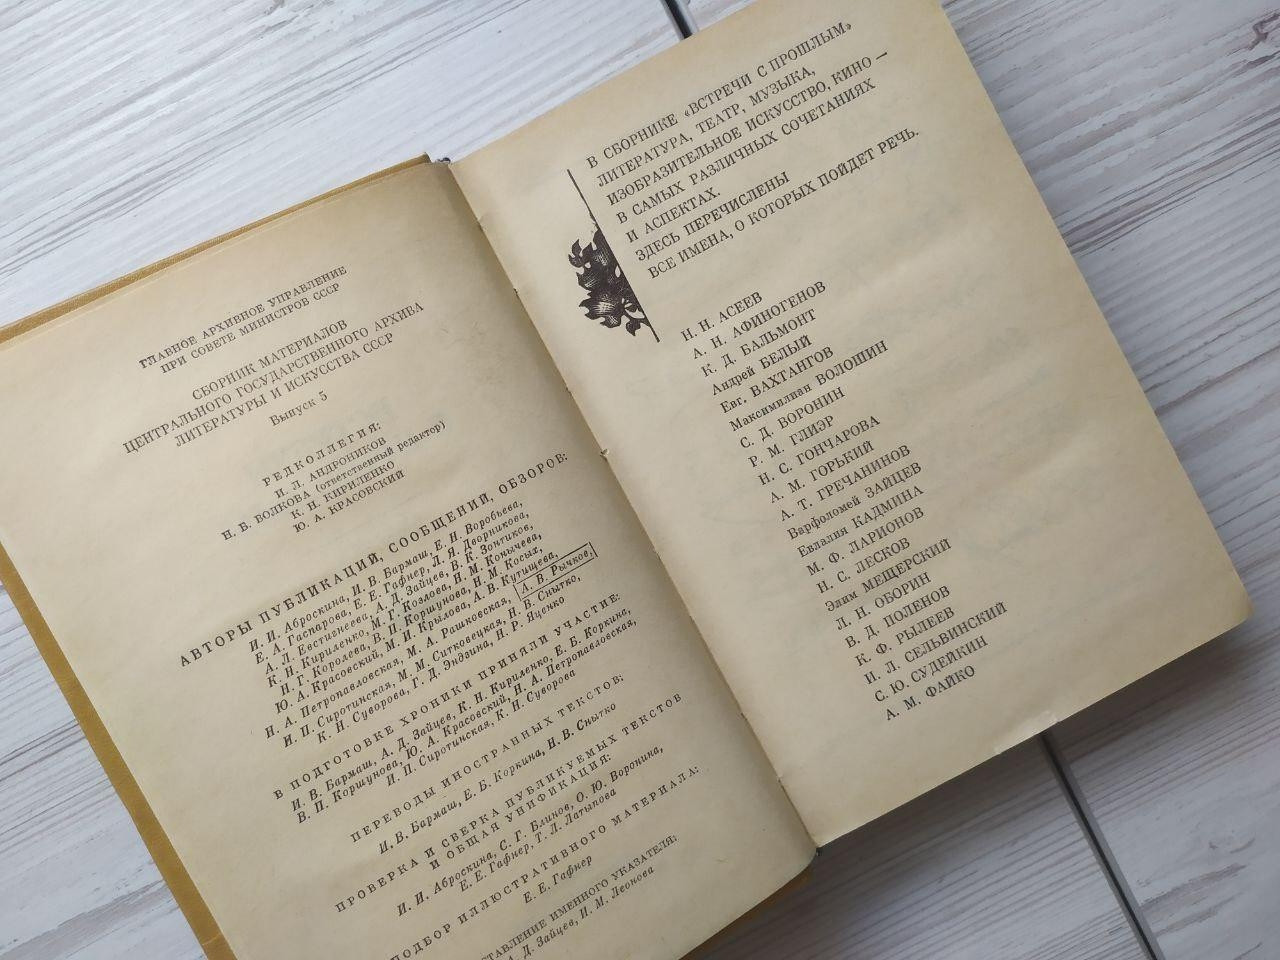 ГЛАВНОЕ АРХИВНОЕ УПРАВЛЕНИЕ
ПРИ СОВЕТЕ МИНИСТРОВ СССР
СБОРНИК МАТЕРИАЛОВ
ЦЕНТРАЛЬНОГО ГОСУДАРСТВЕННОГО АРХИВА
ЛИТЕРАТУРЫ И ИСКУССТВА СССР
Выпуск 5
РЕДКОЛЛЕГИЯ:
И. Л. АНДРОНИКОВ
Н. Б. ВОЛКОВА (ответственный редактор)
К. Н. КИРИЛЕНКО
Ю. А. КРАСОВСКИЙ
АВТОРЫ ПУБЛИКАЦИЙ, СООБЩЕНИЙ, ОБЗОРОВ:
И. И. Аброскина, И. В. Бармаш, Е. Н. Воробьева,
Е. А. Гаспарова, Е. Е. Гафнер, Л. Я. Дворникова,
А. Л. Евстигнеева, А. Д. Зайцев, В. К. Зонтиков,
К. Н. Кириленко, М. Г. Козлова, Н. М. Конычева,
Н. Г. Королева, В. П. Коршунова, Н. М. Косых,
Ю. А. Красовский, М. И. Крылова, А. В. Кутищева,
Н. А. Петропавловская, М. А. Рашковская, А. В. Рычков,
И. П. Сиротинская, М. М. Ситковецкая, Н. В. Снытко,
К. Н. Суворова, Г. Д. Эндзина, Н. Р. Яценко
В ПОДГОТОВКЕ ХРОНИКИ ПРИНЯЛИ УЧАСТИЕ:
И. В. Бармаш, А. Д. Зайцев, К. Н. Кириленко, Е. Б. Коркина,
В. П. Коршунова, Ю. А. Красовский, Н. А. Петропавловская,
И. П. Сиротинская, К. Н. Суворова
ПЕРЕВОДЫ ИНОСТРАННЫХ ТЕКСТОВ:
И. В. Бармаш, Е. Б. Коркина, Н. В. Снытко
ПРОВЕРКА И СВЕРКА ПУБЛИКУЕМЫХ ТЕКСТОВ
И ОБЩАЯ УНИФИКАЦИЯ:
И. И. Аброскина, С. Г. Блинов, О. Ю. Воронина,
Е. Е. Гафнер, Т. Л. Латыпова
ПОДБОР ИЛЛЮСТРАТИВНОГО МАТЕРИАЛА:
Е. Е. Гафнер
СТАВЛЕНИЕ ИМЕННОГО УКАЗАТЕЛЯ:
А. Д. Зайцев, И. М. Леонова
В СБОРНИКЕ «ВСТРЕЧИ С ПРОШЛЫМ»
ЛИТЕРАТУРА, ТЕАТР, МУЗЫКА,
ИЗОБРАЗИТЕЛЬНОЕ ИСКУССТВО, КИНО —
В САМЫХ РАЗЛИЧНЫХ СОЧЕТАНИЯХ
И АСПЕКТАХ.
ЗДЕСЬ ПЕРЕЧИСЛЕНЫ
ВСЕ ИМЕНА, О КОТОРЫХ ПОЙДЕТ РЕЧЬ.
Н. Н. АСЕЕВ
А. Н. АФИНОГЕНОВ
К. Д. БАЛЬМОНТ
Андрей БЕЛЫЙ
Евг. ВАХТАНГОВ
Максимилиан ВОЛОШИН
С. Д. ВОРОНИН
Р. М. ГЛИЭР
Н. С. ГОНЧАРОВА
А. М. ГОРЬКИЙ
А. Т. ГРЕЧАНИНОВ
Варфоломей ЗАЙЦЕВ
Евлалия КАДМИНА
М. Ф. ЛАРИОНОВ
Н. С. ЛЕСКОВ
Элим МЕЩЕРСКИЙ
Л. Н. ОБОРИН
В. Д. ПОЛЕНОВ
К. Ф. РЫЛЕЕВ
И. Л. СЕЛЬВИНСКИЙ
С. Ю. СУДЕЙКИН
А. М. ФАЙКО